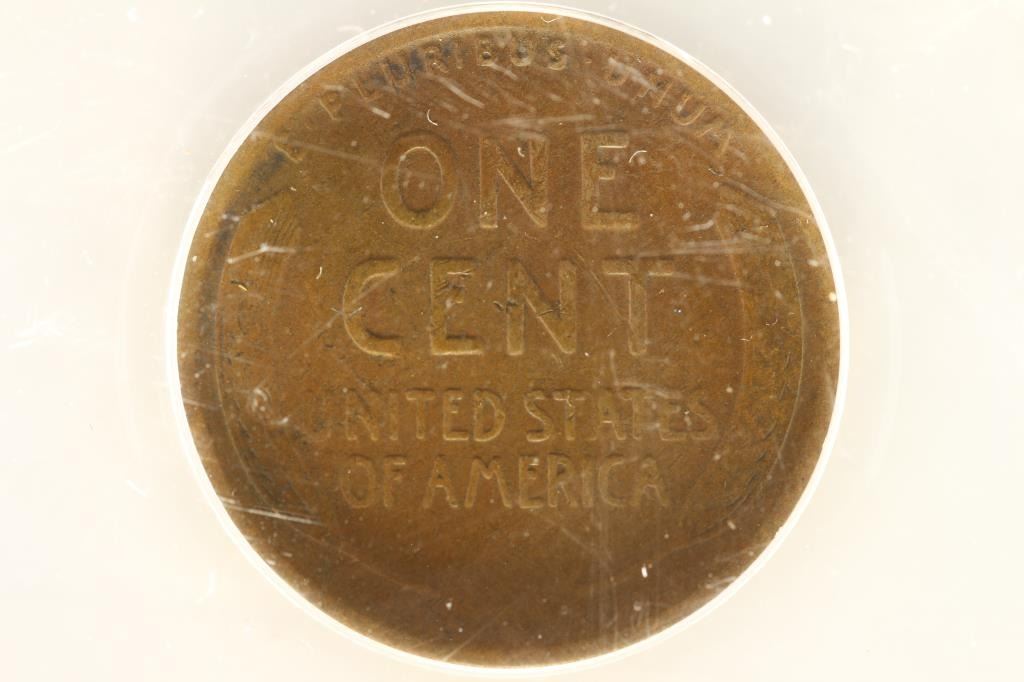 E · PLURIBUS · UNUM
ONE
CENT
UNITED STATES
OF AMERICA